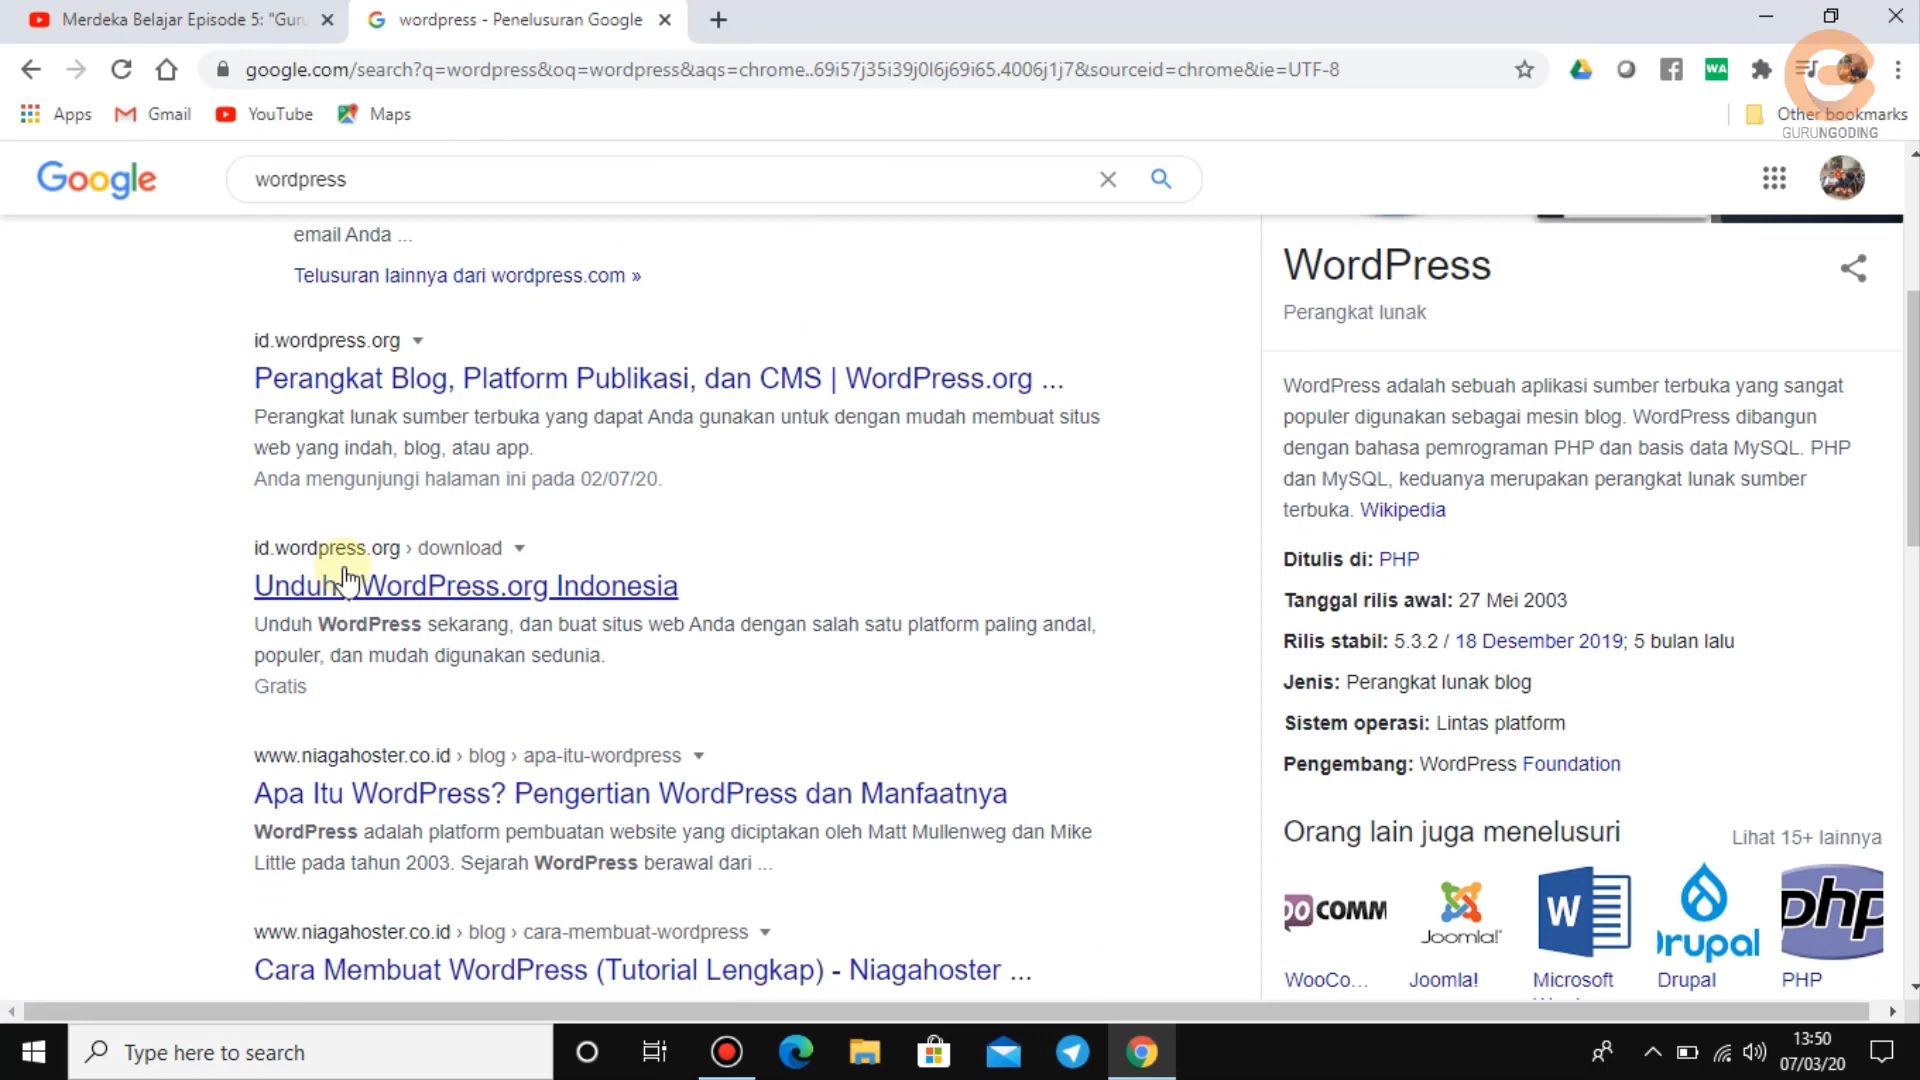 Merdeka Belajar Episode 5: "Guru
wordpress - Penelusuran Google
google.com/search?q=wordpress&oq=wordpress&aqs=chrome..69i57j35i39j0l6j69i65.4006j1j7&sourceid=chrome&ie=UTF-8
WA
Apps
Gmail
YouTube
Maps
Other bookmarks
GURUNGODING
Google
wordpress
email Anda ...
Telusuran lainnya dari wordpress.com »
id.wordpress.org
Perangkat Blog, Platform Publikasi, dan CMS | WordPress.org ...
Perangkat lunak sumber terbuka yang dapat Anda gunakan untuk dengan mudah membuat situs
web yang indah, blog, atau app.
Anda mengunjungi halaman ini pada 02/07/20.
id.wordpress.org › download
Unduh WordPress.org Indonesia
Unduh WordPress sekarang, dan buat situs web Anda dengan salah satu platform paling andal,
populer, dan mudah digunakan sedunia.
Gratis
www.niagahoster.co.id › blog › apa-itu-wordpress
Apa Itu WordPress? Pengertian WordPress dan Manfaatnya
WordPress adalah platform pembuatan website yang diciptakan oleh Matt Mullenweg dan Mike
Little pada tahun 2003. Sejarah WordPress berawal dari ...
www.niagahoster.co.id › blog › cara-membuat-wordpress
Cara Membuat WordPress (Tutorial Lengkap) - Niagahoster ...
WordPress
Perangkat lunak
WordPress adalah sebuah aplikasi sumber terbuka yang sangat
populer digunakan sebagai mesin blog. WordPress dibangun
dengan bahasa pemrograman PHP dan basis data MySQL. PHP
dan MySQL, keduanya merupakan perangkat lunak sumber
terbuka. Wikipedia
Ditulis di: PHP
Tanggal rilis awal: 27 Mei 2003
Rilis stabil: 5.3.2 / 18 Desember 2019; 5 bulan lalu
Jenis: Perangkat lunak blog
Sistem operasi: Lintas platform
Pengembang: WordPress Foundation
Orang lain juga menelusuri
Lihat 15+ lainnya
OO COMM
Joomla!
W
Drupal
php
WooCo...
Joomla!
Microsoft
Drupal
PHP
Type here to search
13:50
07/03/20